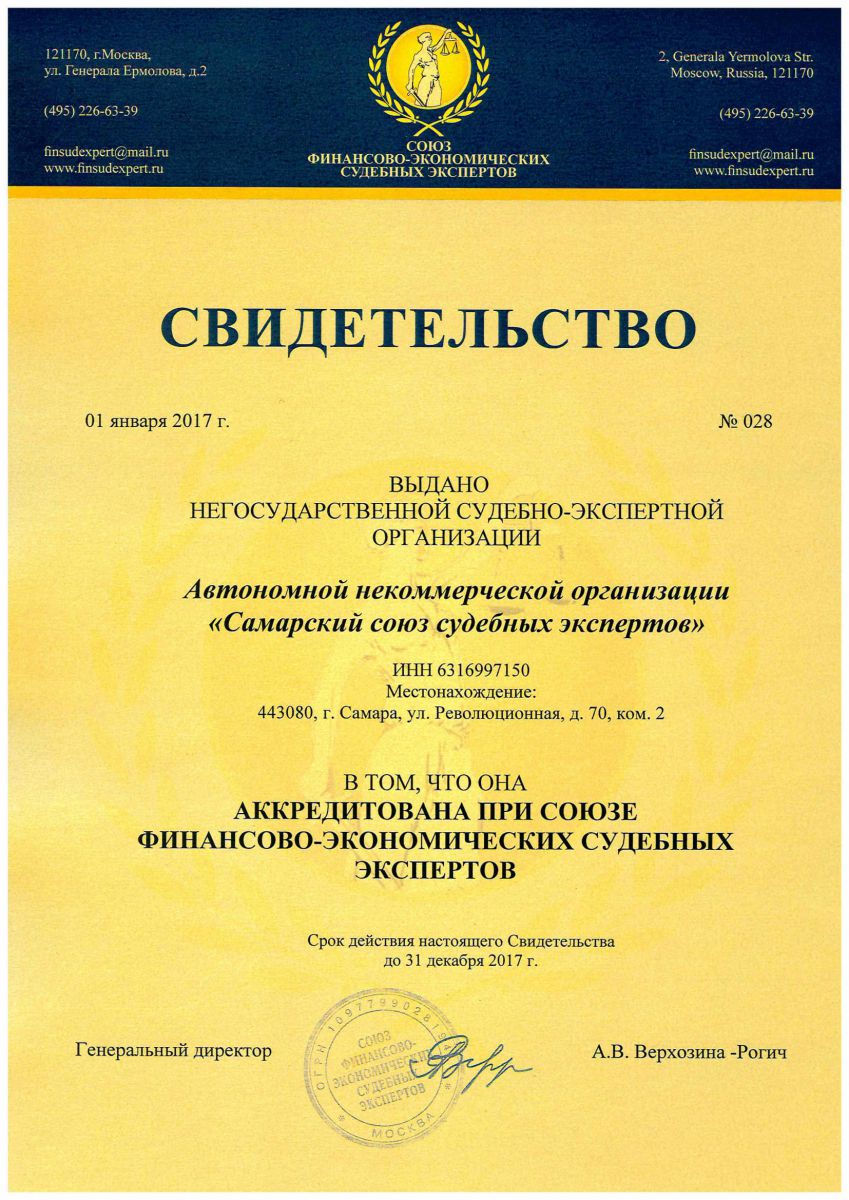 121170, г.Москва,
ул. Генерала Ермолова, д.2
(495) 226-63-39
finsudexpert@mail.ru
www.finsudexpert.ru
СОЮЗ
ФИНАНСОВО-ЭКОНОМИЧЕСКИХ
СУДЕБНЫХ ЭКСПЕРТОВ
2, Generala Yermolova Str.
Moscow, Russia, 121170
(495) 226-63-39
finsudexpert@mail.ru
www.finsudexpert.ru
СВИДЕТЕЛЬСТВО
01 января 2017 г.
№ 028
ВЫДАНО
НЕГОСУДАРСТВЕННОЙ СУДЕБНО-ЭКСПЕРТНОЙ
ОРГАНИЗАЦИИ
Автономной некоммерческой организации
«Самарский союз судебных экспертов»
ИНН 6316997150
Местонахождение:
443080, г. Самара, ул. Революционная, д. 70, ком. 2
В ТОМ, ЧТО ОНА
АККРЕДИТОВАНА ПРИ СОЮЗЕ
ФИНАНСОВО-ЭКОНОМИЧЕСКИХ СУДЕБНЫХ
ЭКСПЕРТОВ
Срок действия настоящего Свидетельства
до 31 декабря 2017 г.
Генеральный директор
А.В. Верхозина -Рогич
ОГРН
СОЮЗ
ФИНАНСОВО-
ЭКОНОМИЧЕСКИХ
СУДЕБНЫХ
ЭКСПЕРТОВ
* МОСКВА *